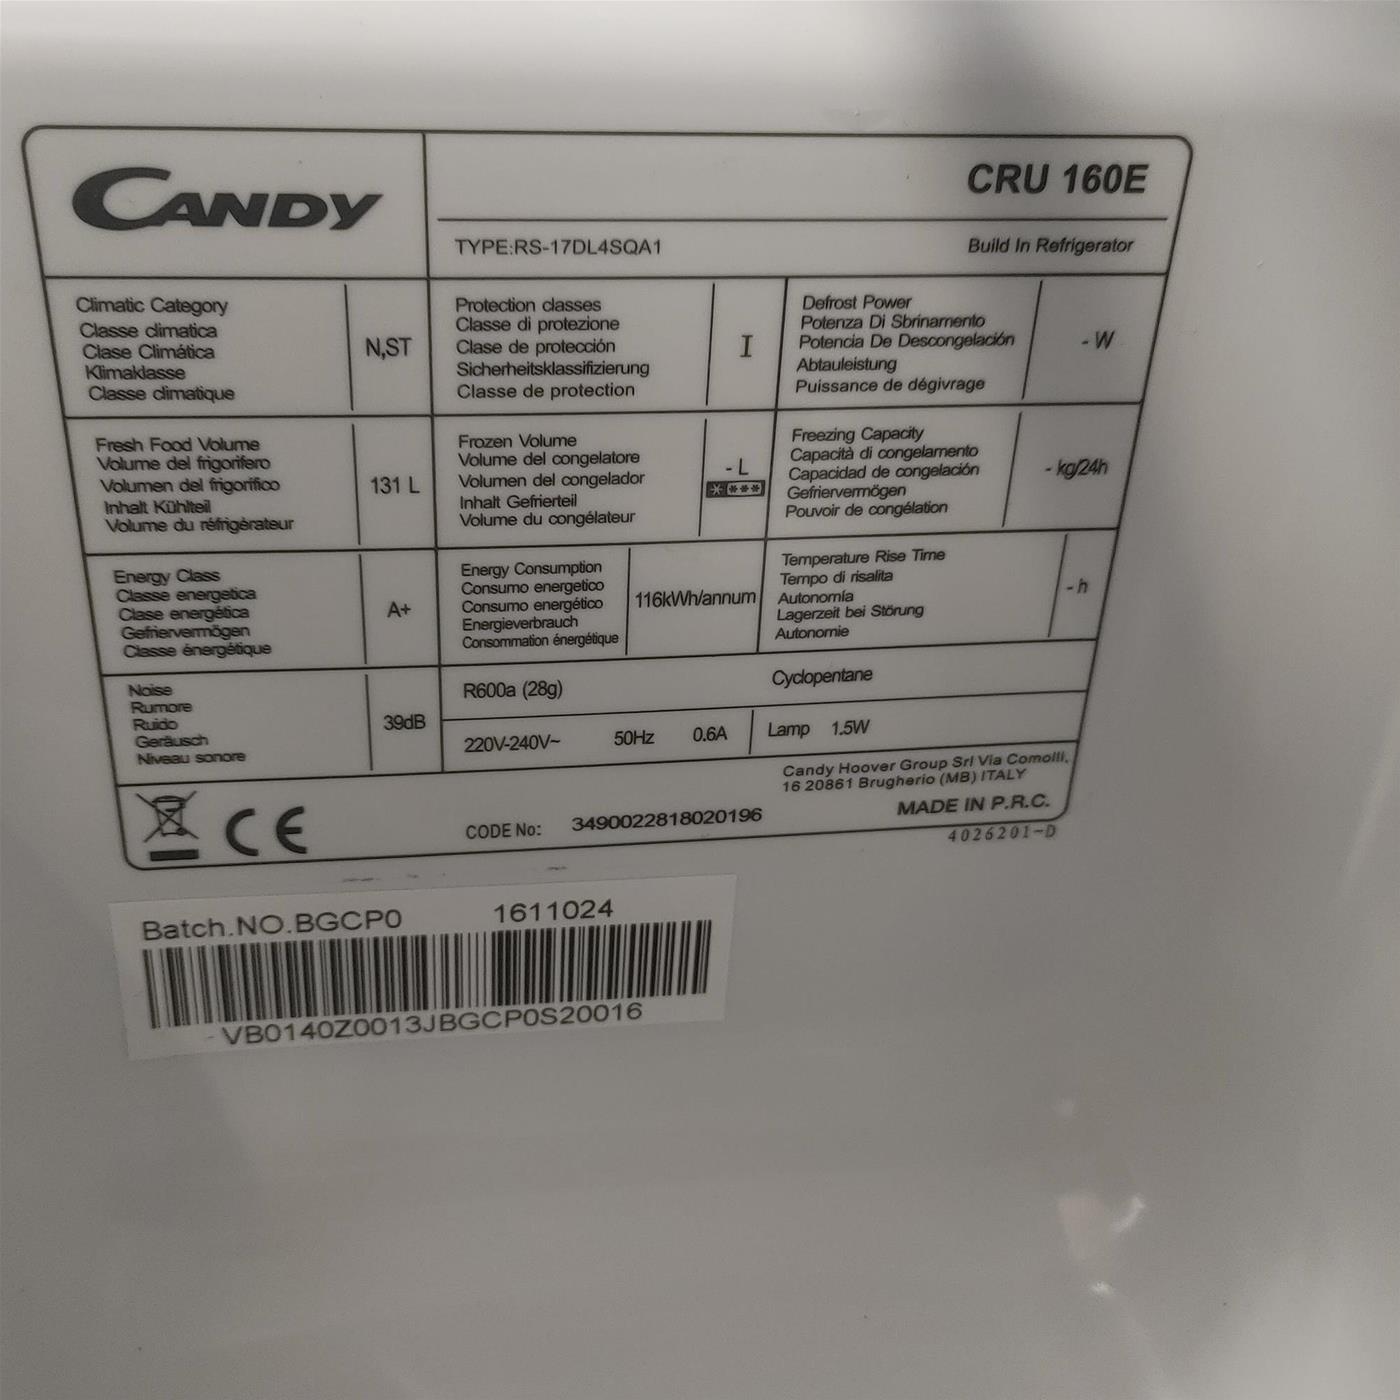 CANDY
CRU 160E
TYPE:RS-17DL4SQA1
Build In Refrigerator
Climatic Category
Classe climatica
Clase Climática
Klimaklasse
Classe climatique
N,ST
Protection classes
Classe di protezione
Clase de protección
Sicherheitsklassifizierung
Classe de protection
I
Defrost Power
Potenza Di Sbrinamento
Potencia De Descongelación
Abtauleistung
Puissance de dégivrage
- W
Fresh Food Volume
Volume del frigorifero
Volumen del frigorifico
Inhalt Kühlteil
Volume du réfrigérateur
131 L
Frozen Volume
Volume del congelatore
Volumen del congelador
Inhalt Gefrierteil
Volume du congélateur
- L
Freezing Capacity
Capacità di congelamento
Capacidad de congelación
Gefriervermögen
Pouvoir de congélation
- kg/24h
Energy Class
Classe energetica
Clase energética
Gefriervermögen
Classe énergétique
A+
Energy Consumption
Consumo energetico
Consumo energético
Energieverbrauch
Consommation énergétique
116kWh/annum
Temperature Rise Time
Tempo di risalita
Autonomía
Lagerzeit bei Störung
Autonomie
- h
Noise
Rumore
Ruido
Geräusch
Niveau sonore
39dB
R600a (28g)
Cyclopentane
220V-240V~ 50Hz 0.6A
Lamp 1.5W
Candy Hoover Group Srl Via Comolli,
16 20861 Brugherio (MB) ITALY
MADE IN P.R.C.
CE
CODE No: 3490022818020196
4026201-D
Batch.NO.BGCP0 1611024
VB0140Z0013JBGCP0S20016